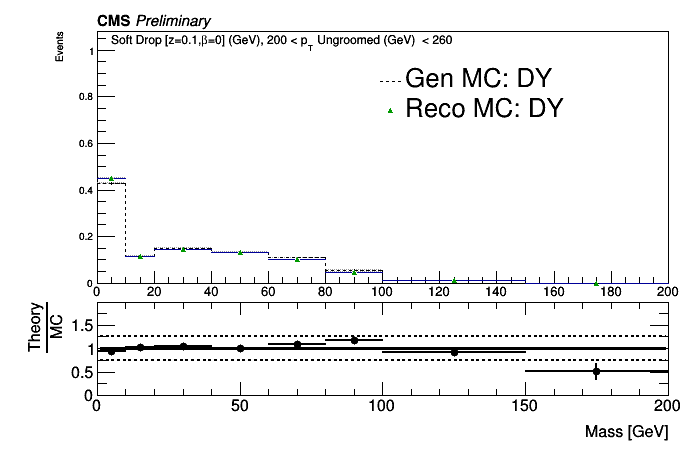 CMS Preliminary
Events
Soft Drop [z=0.1,β=0] (GeV), 200 < p_T Ungroomed (GeV) < 260
1
0.8
0.6
0.4
0.2
0
Gen MC: DY
Reco MC: DY
0 20 40 60 80 100 120 140 160 180 200
Theory
MC
1.5
1
0.5
0
0 50 100 150 200
Mass [GeV]